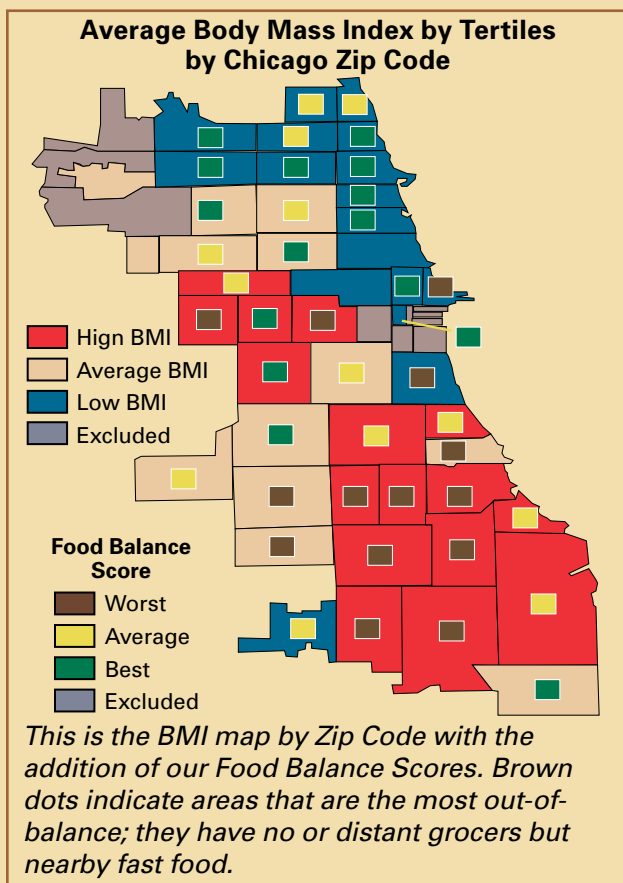 Average Body Mass Index by Tertiles
by Chicago Zip Code
Hign BMI
Average BMI
Low BMI
Excluded
Food Balance
Score
Worst
Average
Best
Excluded
This is the BMI map by Zip Code with the
addition of our Food Balance Scores. Brown
dots indicate areas that are the most out-of-
balance; they have no or distant grocers but
nearby fast food.